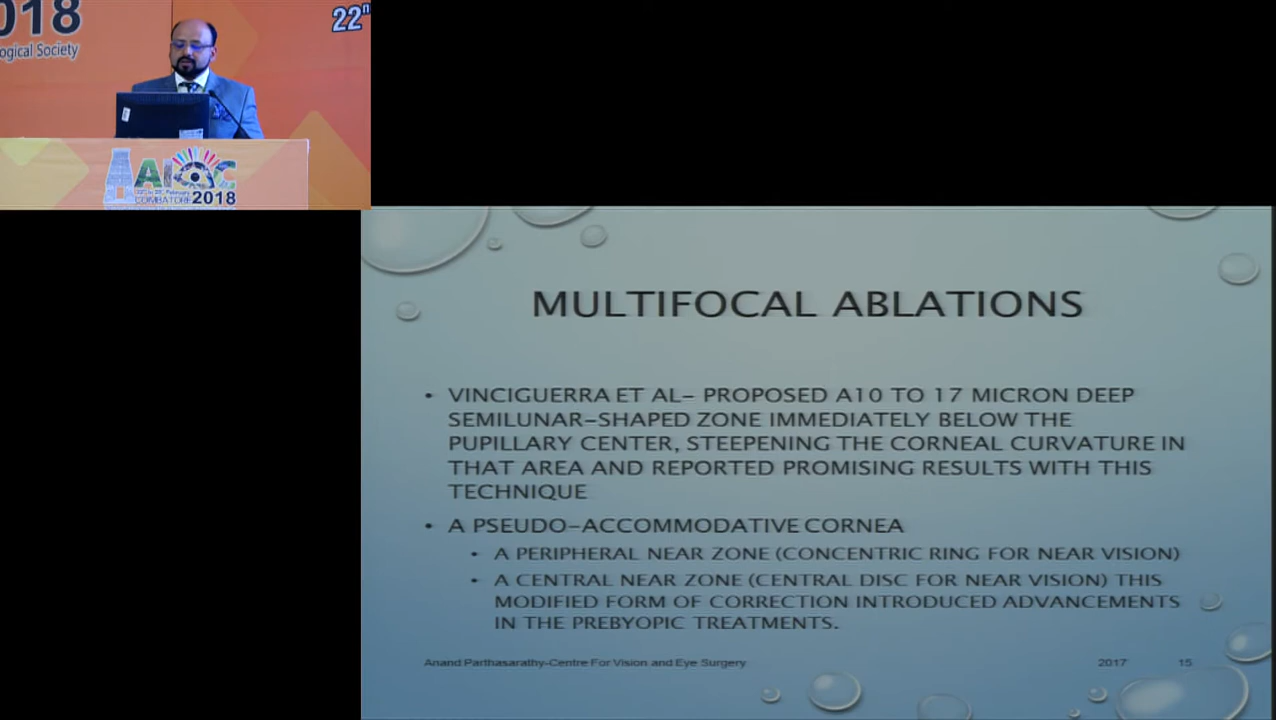 2018
ogical Society
22
AIOC
COIMBATORE 2018
MULTIFOCAL ABLATIONS
• VINCIGUERRA ET AL- PROPOSED A10 TO 17 MICRON DEEP
SEMILUNAR-SHAPED ZONE IMMEDIATELY BELOW THE
PUPILLARY CENTER, STEEPENING THE CORNEAL CURVATURE IN
THAT AREA AND REPORTED PROMISING RESULTS WITH THIS
TECHNIQUE
• A PSEUDO-ACCOMMODATIVE CORNEA
• A PERIPHERAL NEAR ZONE (CONCENTRIC RING FOR NEAR VISION)
• A CENTRAL NEAR ZONE (CENTRAL DISC FOR NEAR VISION) THIS
MODIFIED FORM OF CORRECTION INTRODUCED ADVANCEMENTS
IN THE PREBYOPIC TREATMENTS.
Anand Parthasarathy-Centre For Vision and Eye Surgery
2017
15